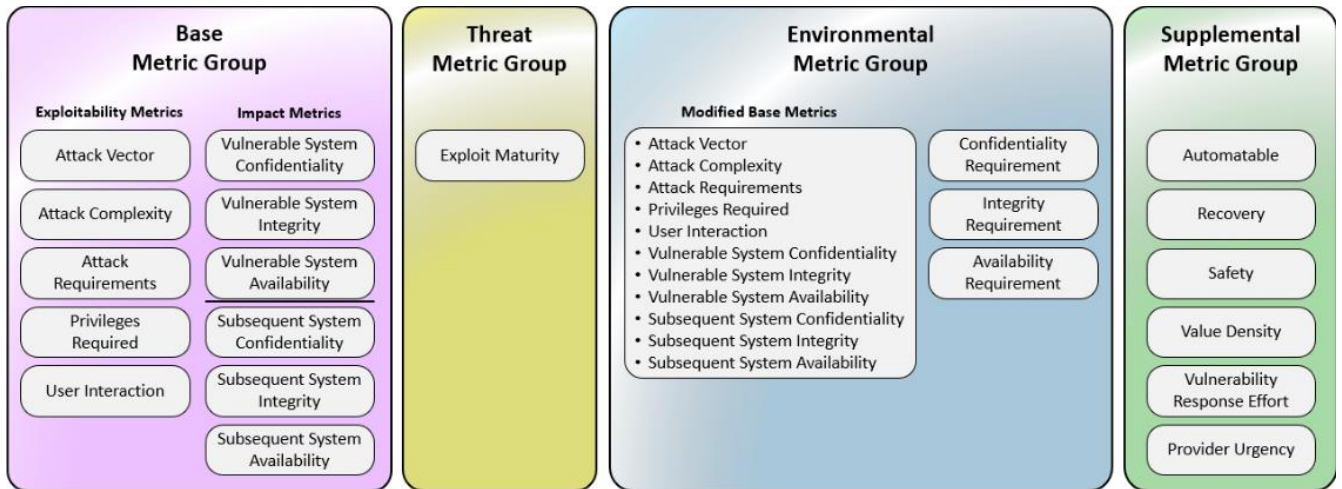 Base
Metric Group
Exploitability Metrics
Attack Vector
Attack Complexity
Attack
Requirements
Privileges
Required
User Interaction
Impact Metrics
Vulnerable System
Confidentiality
Vulnerable System
Integrity
Vulnerable System
Availability
Subsequent System
Confidentiality
Subsequent System
Integrity
Subsequent System
Availability
Threat
Metric Group
Exploit Maturity
Environmental
Metric Group
Modified Base Metrics
• Attack Vector
• Attack Complexity
• Attack Requirements
• Privileges Required
• User Interaction
• Vulnerable System Confidentiality
• Vulnerable System Integrity
• Vulnerable System Availability
• Subsequent System Confidentiality
• Subsequent System Integrity
• Subsequent System Availability
Confidentiality
Requirement
Integrity
Requirement
Availability
Requirement
Supplemental
Metric Group
Automatable
Recovery
Safety
Value Density
Vulnerability
Response Effort
Provider Urgency